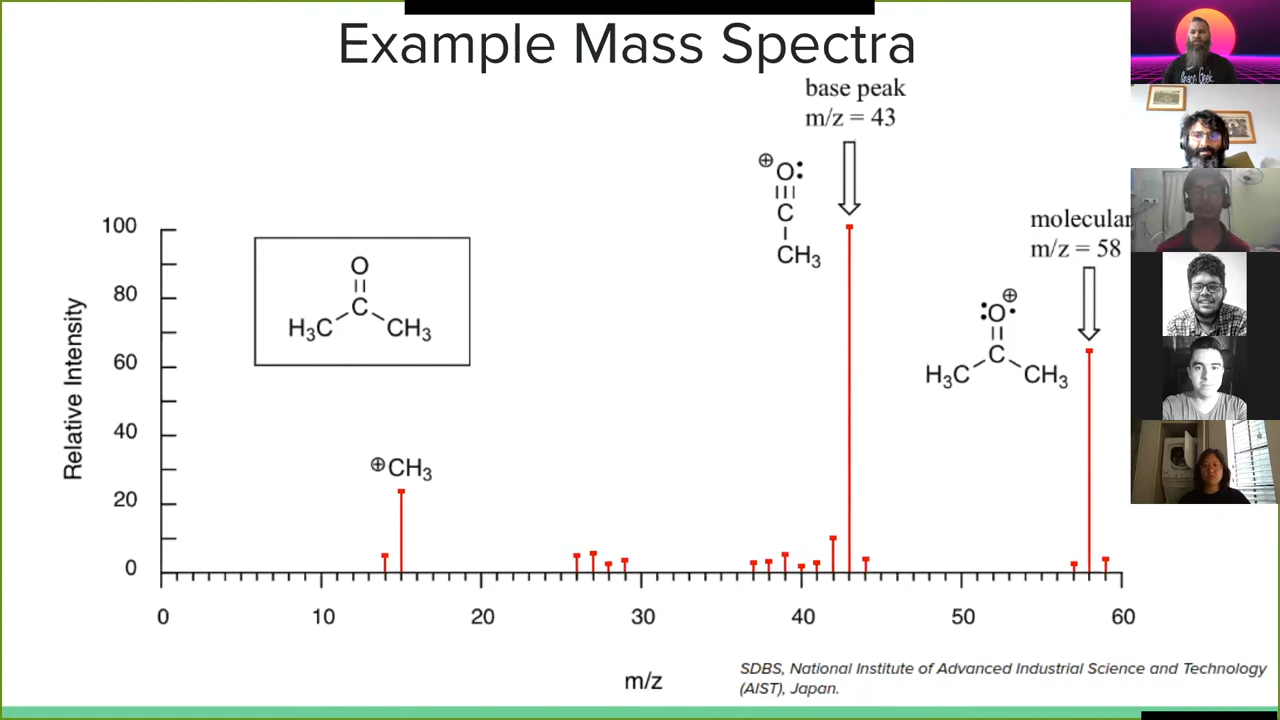 Example Mass Spectra
base peak
m/z = 43
⊕
O:
C
CH₃
molecular
m/z = 58
⊕
:O·
C
H₃C
CH₃
O
C
H₃C
CH₃
⊕CH₃
Relative Intensity
100
80
60
40
20
0
0 10 20 30 40 50 60
m/z
SDBS, National Institute of Advanced Industrial Science and Technology
(AIST), Japan.